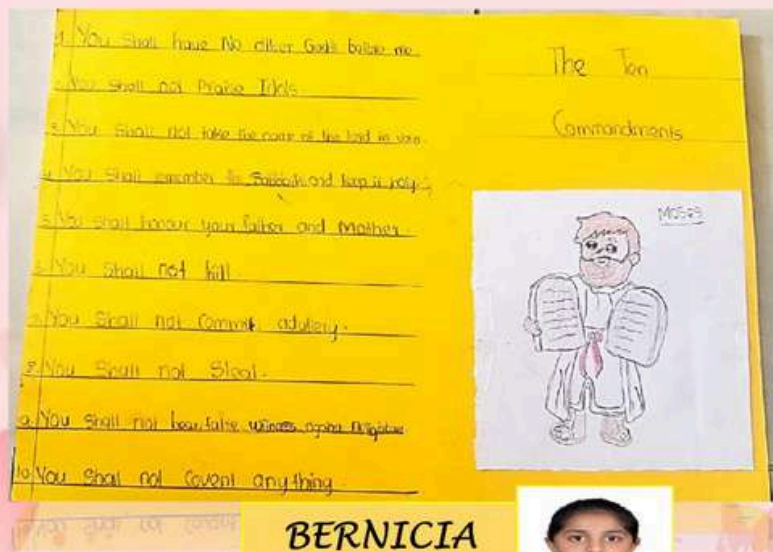 1. You Shall have No other Gods before me.
2. You Shall not Praise Idols
3. You Shall not take the name of the lord in vain.
4. You Shall remember the Sabbath and keep it holy.
5. You Shall honour your father and Mother.
6. You Shall not kill.
7. You Shall not Commit adultery.
8. You Shall not Steal.
9. You Shall not bear false witness
10. You Shall not Covent anything.
The Ten
Commandments
MOSES
BERNICIA